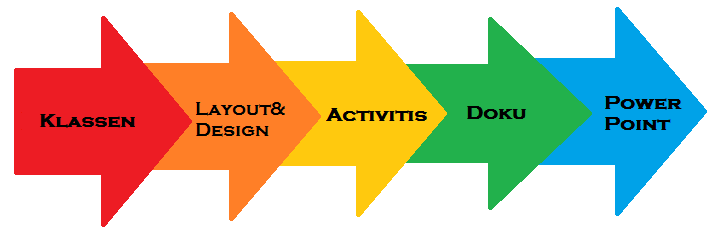 Klassen
Layout&
Design
Activitis
Doku
Power
Point